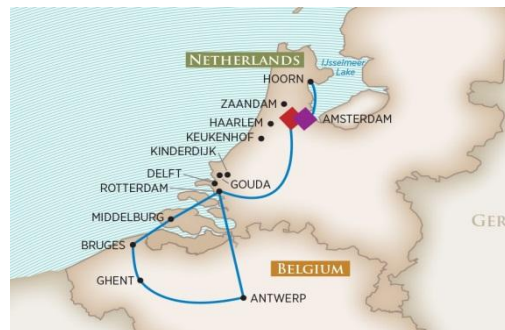 NETHERLANDS
IJsselmeer
Lake
HOORN
ZAANDAM
HAARLEM
AMSTERDAM
KEUKENHOF
KINDERDIJK
DELFT
GOUDA
ROTTERDAM
MIDDELBURG
GER
BRUGES
BELGIUM
GHENT
ANTWERP